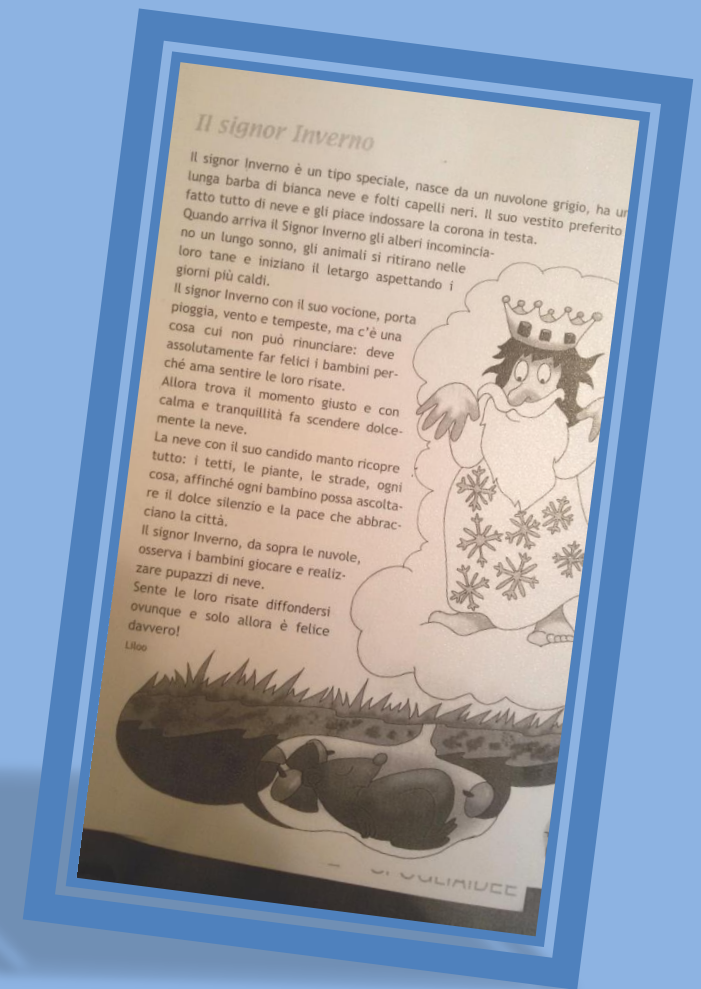 Il signor Inverno
Il signor Inverno è un tipo speciale, nasce da un nuvolone grigio, ha
lunga barba di bianca neve e folti capelli neri. Il suo vestito preferito
fatto tutto di neve e gli piace indossare la corona in testa.
Quando arriva il Signor Inverno gli alberi incomincia-
no un lungo sonno, gli animali si ritirano nelle
loro tane e iniziano il letargo aspettando i
giorni più caldi.
Il signor Inverno con il suo vocione, porta
pioggia, vento e tempeste, ma c'è una
cosa cui non può rinunciare: deve
assolutamente far felici i bambini per-
ché ama sentire le loro risate.
Allora trova il momento giusto e con
calma e tranquillità fa scendere dolce-
mente la neve.
La neve con il suo candido manto ricopre
tutto: i tetti, le piante, le strade, ogni
cosa, affinché ogni bambino possa ascolta-
re il dolce silenzio e la pace che abbrac-
ciano la città.
Il signor Inverno, da sopra le nuvole,
osserva i bambini giocare e realiz-
zare pupazzi di neve.
Sente le loro risate diffondersi
ovunque e solo allora è felice
davvero!
Liloo